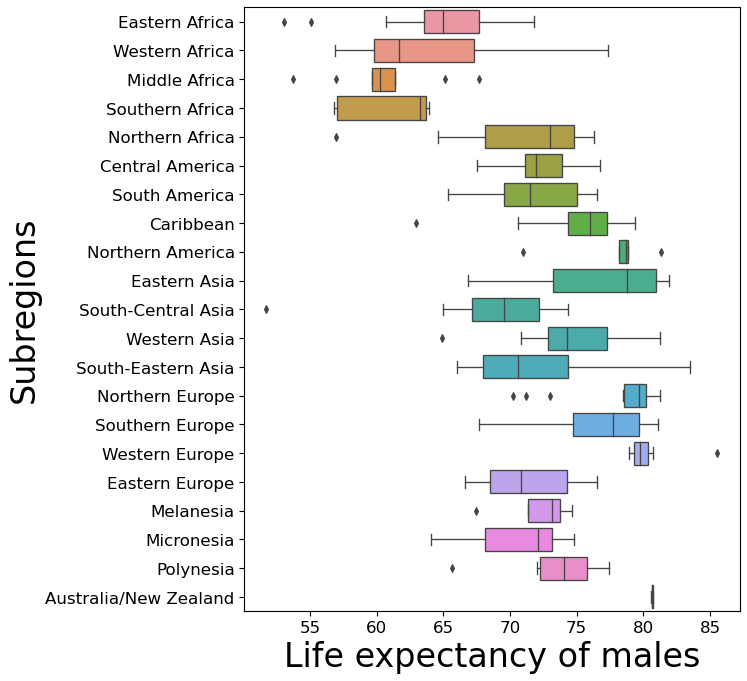 Subregions
Eastern Africa
Western Africa
Middle Africa
Southern Africa
Northern Africa
Central America
South America
Caribbean
Northern America
Eastern Asia
South-Central Asia
Western Asia
South-Eastern Asia
Northern Europe
Southern Europe
Western Europe
Eastern Europe
Melanesia
Micronesia
Polynesia
Australia/New Zealand
55 60 65 70 75 80 85
Life expectancy of males